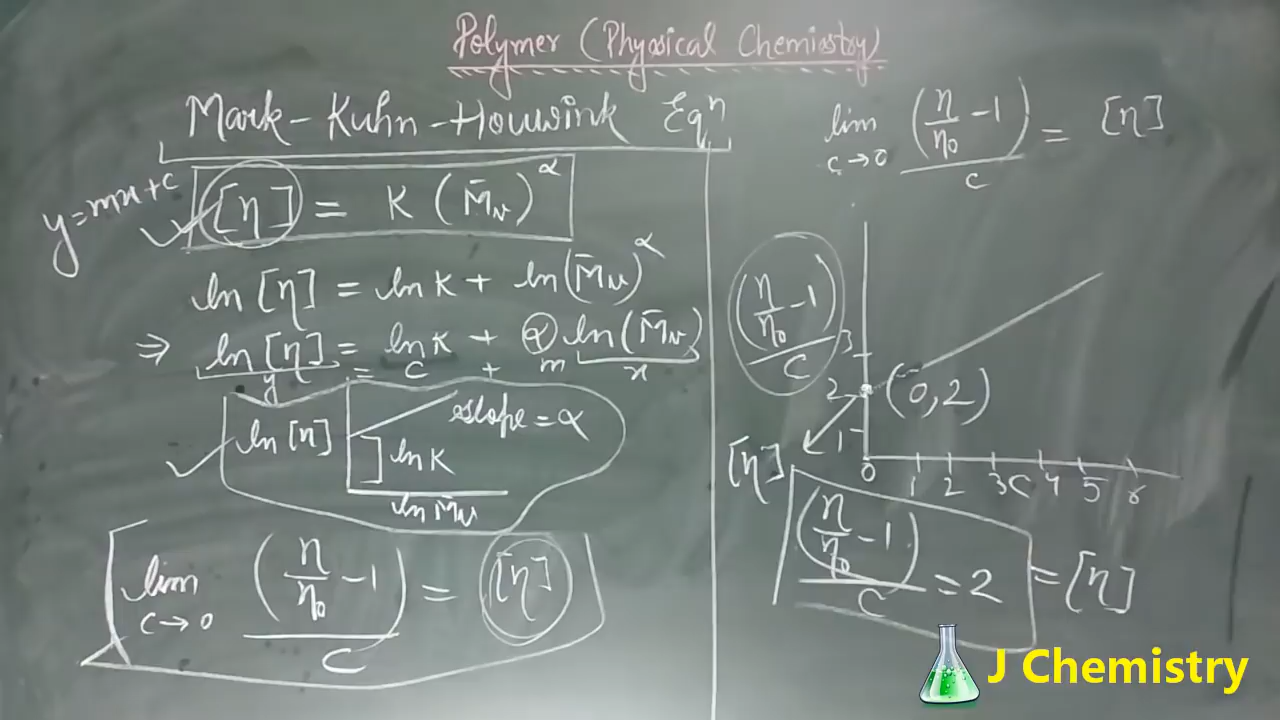 Polymer (Physical Chemistry)
Mark-Kuhn-Houwink Eqⁿ
y=mx+c
[η] = K (M̄ᵥ)^α
ln [η] = ln K + ln(M̄ᵥ)^α
⇒ ln [η] = ln K + α ln (M̄ᵥ)
y = c + m x
ln [η]
slope = α
ln K
ln M̄ᵥ
lim c→0 (η/η₀ - 1)/C = [η]
lim c→0 (η/η₀ - 1)/c = [η]
(η/η₀ - 1)/C
3
2 (0,2)
1
[η]
0 1 2 3 C 4 5 6
(η/η₀ - 1)/C = 2 = [η]
J Chemistry